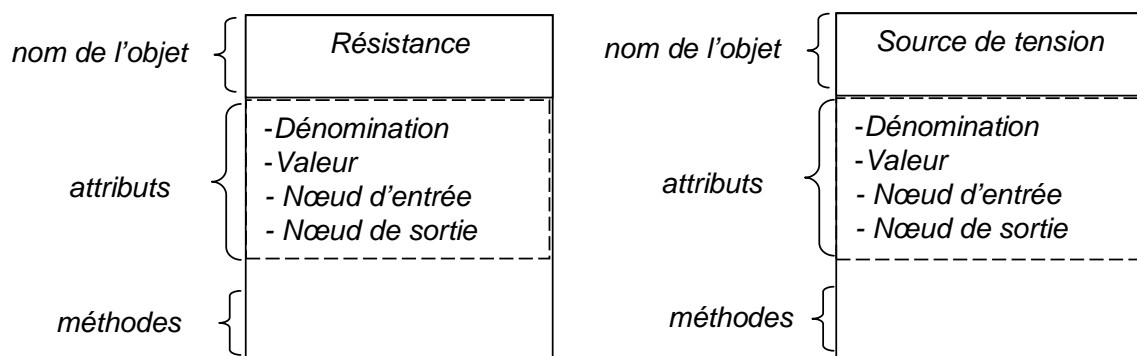 nom de l’objet
Résistance
attributs
-Dénomination
-Valeur
- Nœud d’entrée
- Nœud de sortie
méthodes
nom de l’objet
Source de tension
attributs
-Dénomination
-Valeur
- Nœud d’entrée
- Nœud de sortie
méthodes